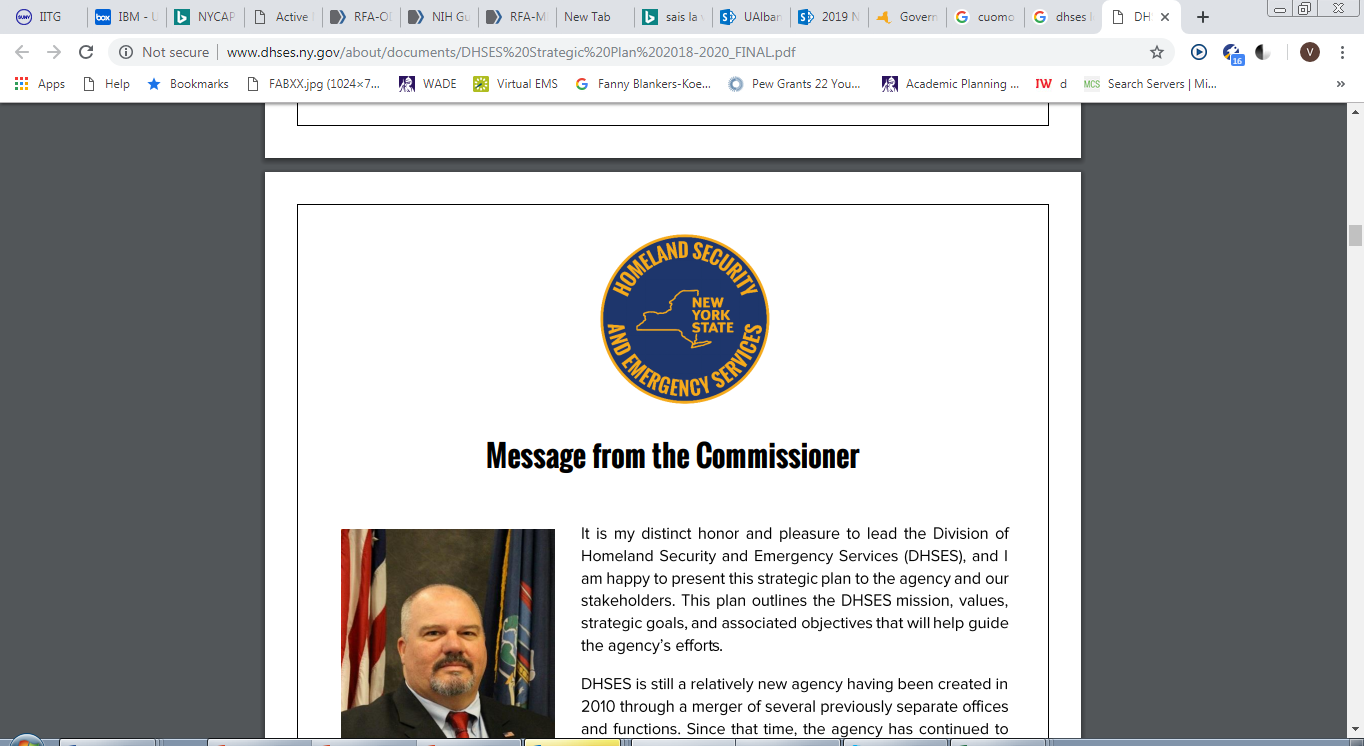 IITG
IBM - U
NYCAP
Active
RFA-O
NIH Gu
RFA-M
New Tab
sais la v
UAlban
2019 N
Govern
cuomo
dhses l
DH
Not secure | www.dhses.ny.gov/about/documents/DHSES%20Strategic%20Plan%202018-2020_FINAL.pdf
16
V
Apps
Help
Bookmarks
FABXX.jpg (1024×7...
WADE
Virtual EMS
Fanny Blankers-Koe...
Pew Grants 22 You...
Academic Planning ...
IW d
MCS Search Servers | Mi...
»
HOMELAND SECURITY
NEW
YORK
STATE
AND EMERGENCY SERVICES
Message from the Commissioner
It is my distinct honor and pleasure to lead the Division of
Homeland Security and Emergency Services (DHSES), and I
am happy to present this strategic plan to the agency and our
stakeholders. This plan outlines the DHSES mission, values,
strategic goals, and associated objectives that will help guide
the agency's efforts.
DHSES is still a relatively new agency having been created in
2010 through a merger of several previously separate offices
and functions. Since that time, the agency has continued to